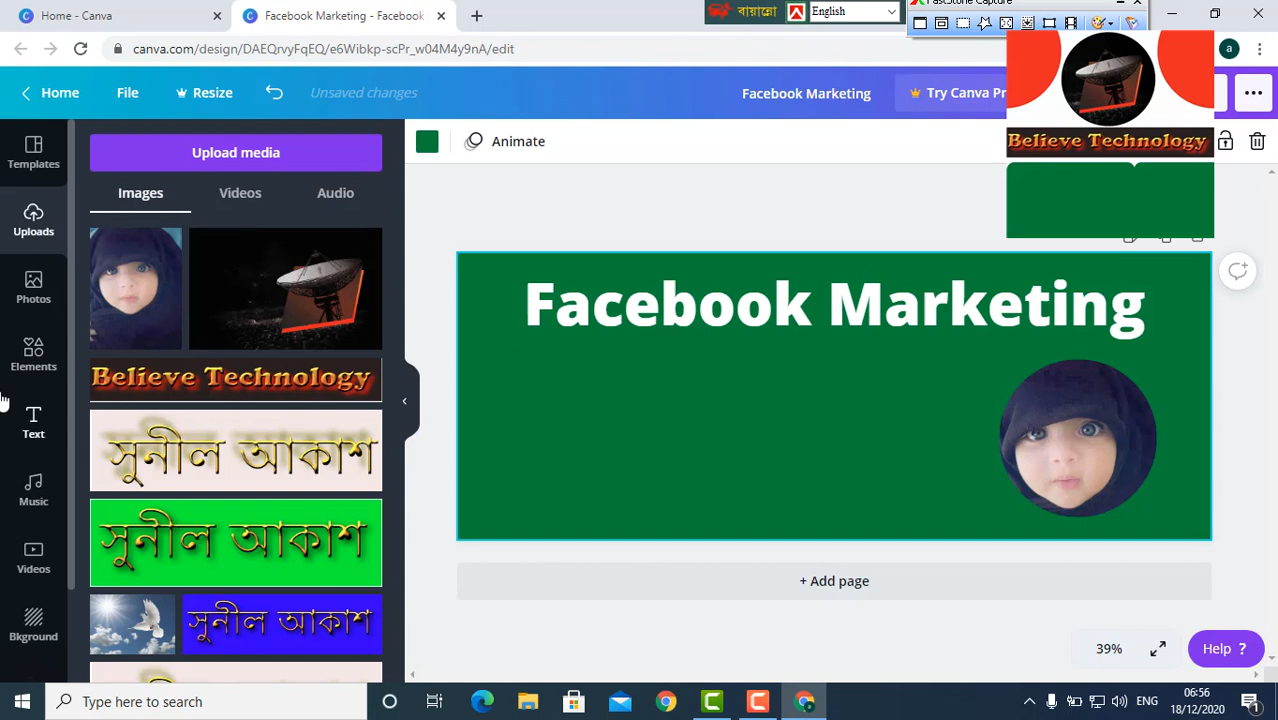 Home - Canva
Facebook Marketing - Facebook
বায়ান্নো
English
FastStone Capture
canva.com/design/DAEQrvyFqEQ/e6Wibkp-scPr_w04M4y9nA/edit
a
Home
File
Resize
Unsaved changes
Facebook Marketing
Try Canva Pr
Believe Technology
Templates
Uploads
Photos
Elements
Text
Music
Videos
Bkground
Upload media
Images
Videos
Audio
Believe Technology
সুনীল আকাশ
সুনীল আকাশ
সুনীল আকাশ
Animate
Facebook Marketing
+ Add page
39%
Help ?
Type here to search
ENG
06:56
18/12/2020
1